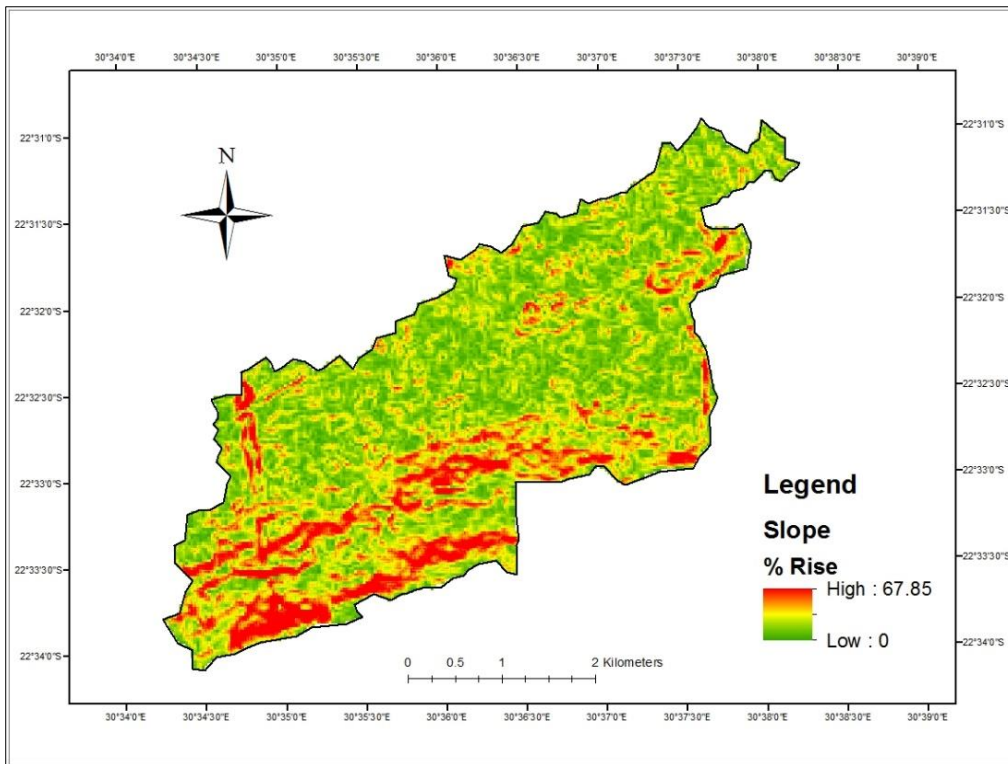 30°34'0"E 30°34'30"E 30°35'0"E 30°35'30"E 30°36'0"E 30°36'30"E 30°37'0"E 30°37'30"E 30°38'0"E 30°38'30"E 30°39'0"E
22°31'0"S 22°31'0"S
N
22°31'30"S 22°31'30"S
22°32'0"S 22°32'0"S
22°32'30"S 22°32'30"S
22°33'0"S 22°33'0"S
Legend
Slope
% Rise
22°33'30"S 22°33'30"S
High : 67.85
Low : 0
22°34'0"S 22°34'0"S
0 0.5 1 2 Kilometers
30°34'0"E 30°34'30"E 30°35'0"E 30°35'30"E 30°36'0"E 30°36'30"E 30°37'0"E 30°37'30"E 30°38'0"E 30°38'30"E 30°39'0"E